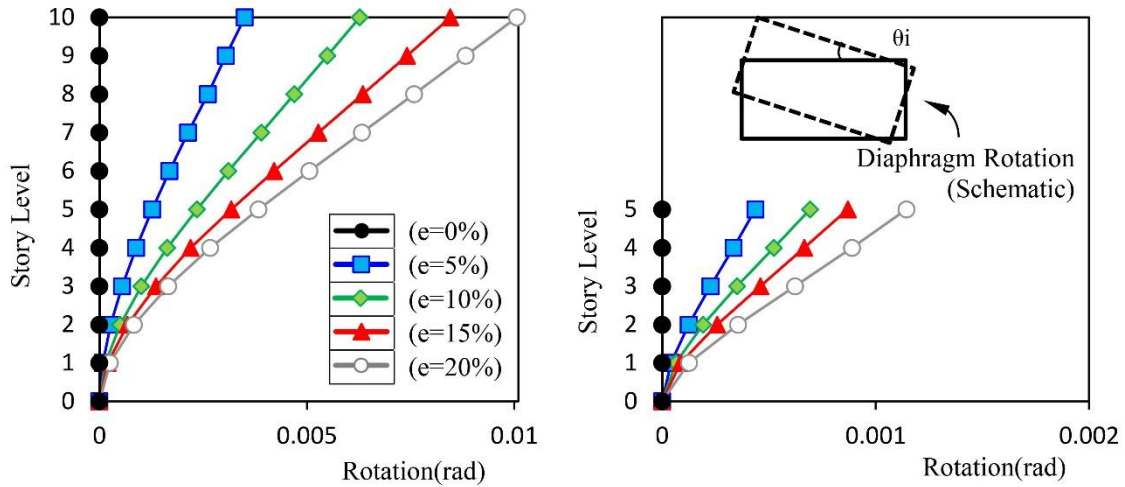 10
9
8
7
6
5
4
3
2
1
0
Story Level
0
0.005
0.01
Rotation(rad)
(e=0%)
(e=5%)
(e=10%)
(e=15%)
(e=20%)
θi
Diaphragm Rotation
(Schematic)
5
4
3
2
1
0
Story Level
0
0.001
0.002
Rotation(rad)